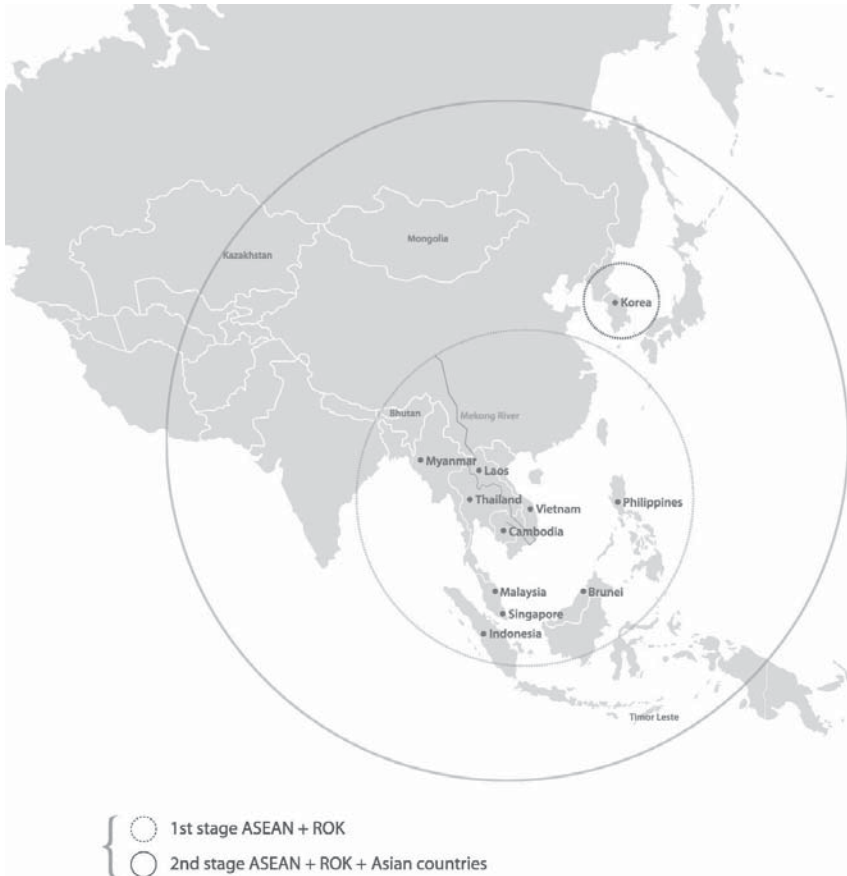 Mongolia
Kazakhstan
Korea
Bhutan
Mekong River
Myanmar
Laos
Thailand
Vietnam
Philippines
Cambodia
Malaysia
Brunei
Singapore
Indonesia
Timor Leste
1st stage ASEAN + ROK
2nd stage ASEAN + ROK + Asian countries